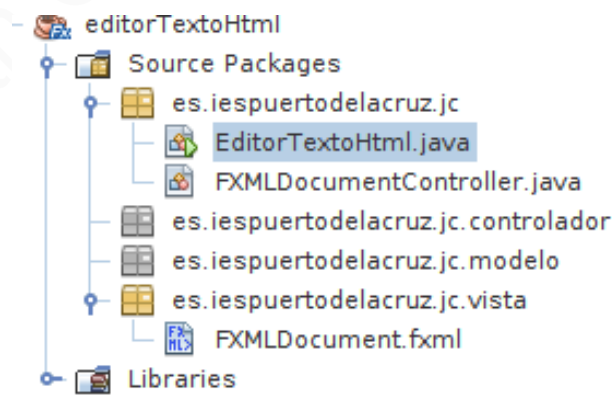 editorTextoHtml
Source Packages
es.iespuertodelacruz.jc
EditorTextoHtml.java
FXMLDocumentController.java
es.iespuertodelacruz.jc.controlador
es.iespuertodelacruz.jc.modelo
es.iespuertodelacruz.jc.vista
FXMLDocument.fxml
Libraries